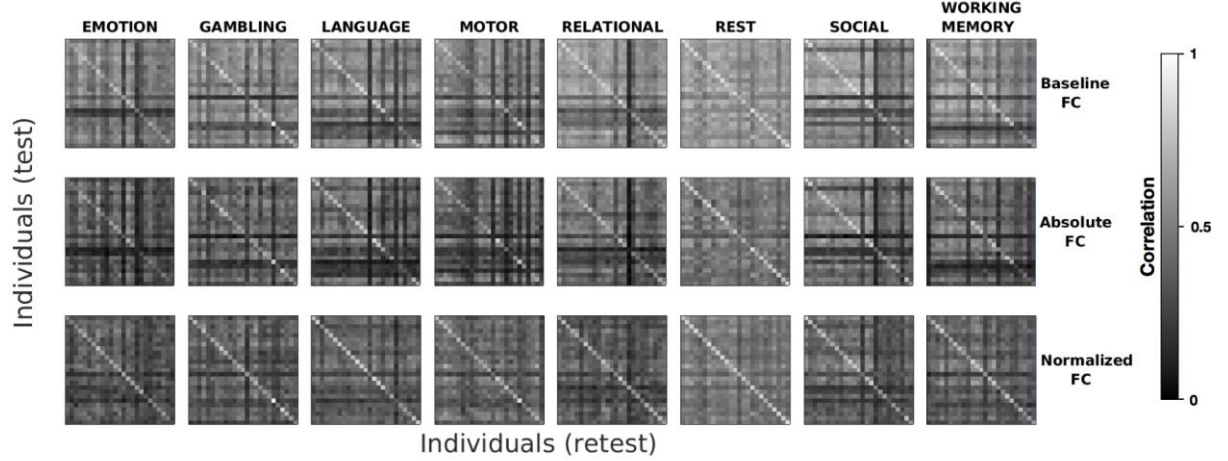 EMOTION
GAMBLING
LANGUAGE
MOTOR
RELATIONAL
REST
SOCIAL
WORKING
MEMORY
Individuals (test)
Baseline
FC
Absolute
FC
Normalized
FC
Individuals (retest)
Correlation
1
0.5
0